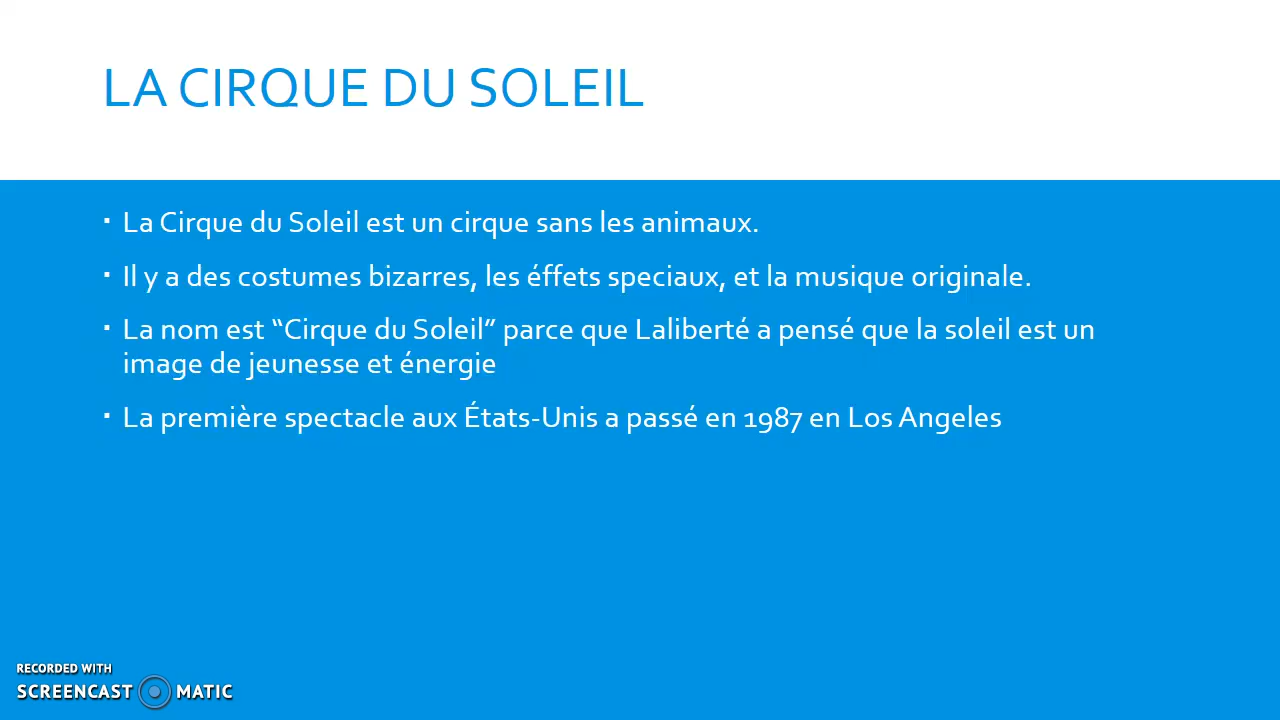 LA CIRQUE DU SOLEIL
▪ La Cirque du Soleil est un cirque sans les animaux.
▪ Il y a des costumes bizarres, les éffets speciaux, et la musique originale.
▪ La nom est “Cirque du Soleil” parce que Laliberté a pensé que la soleil est un
image de jeunesse et énergie
▪ La première spectacle aux États-Unis a passé en 1987 en Los Angeles
RECORDED WITH
SCREENCAST MATIC